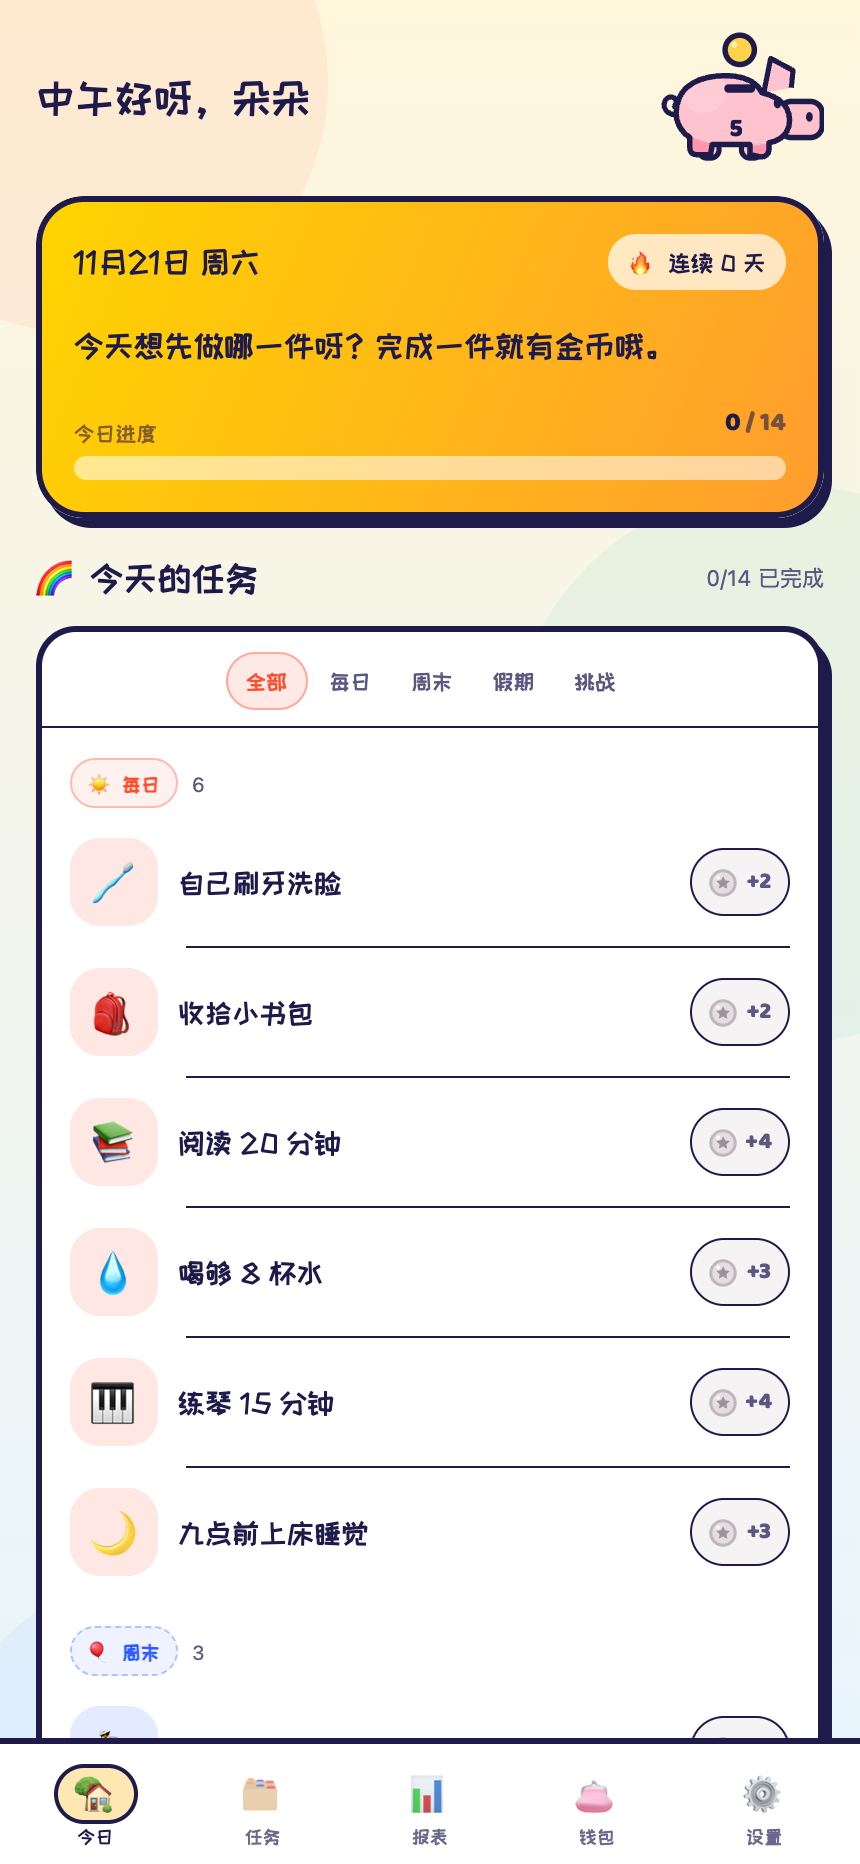 中午好呀，朵朵
5
11月21日 周六
连续 0 天
今天想先做哪一件呀？完成一件就有金币哦。
今日进度
0 / 14
今天的任务
0/14 已完成
全部 每日 周末 假期 挑战
每日 6
自己刷牙洗脸 +2
收拾小书包 +2
阅读 20 分钟 +4
喝够 8 杯水 +3
练琴 15 分钟 +4
九点前上床睡觉 +3
周末 3
今日 任务 报表 钱包 设置